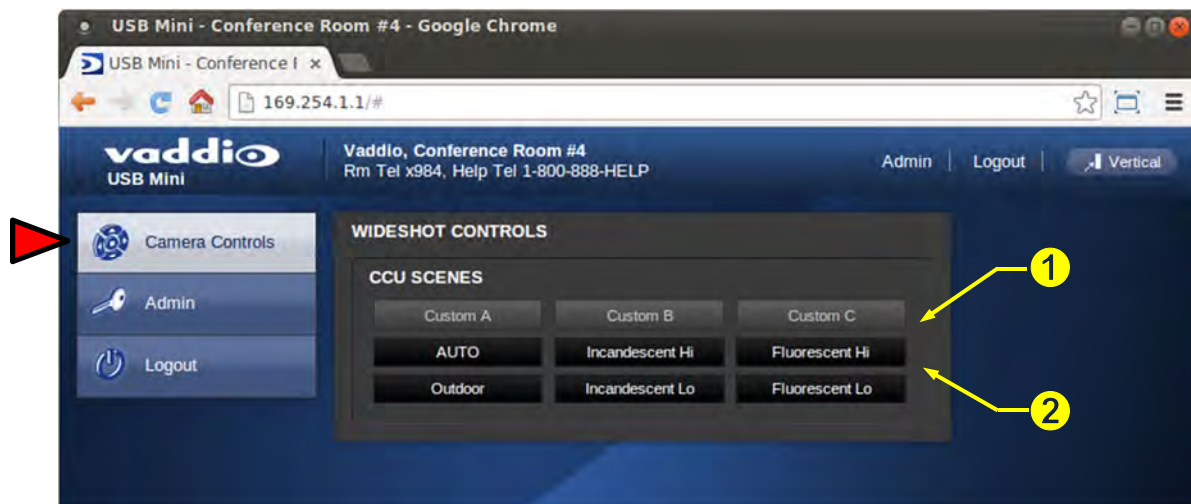 USB Mini - Conference Room #4 - Google Chrome
USB Mini - Conference I ×
169.254.1.1/#
vaddio
USB Mini
Vaddio, Conference Room #4
Rm Tel x984, Help Tel 1-800-888-HELP
Admin | Logout | Vertical
Camera Controls
Admin
Logout
WIDESHOT CONTROLS
CCU SCENES
Custom A Custom B Custom C
AUTO Incandescent Hi Fluorescent Hi
Outdoor Incandescent Lo Fluorescent Lo
1
2